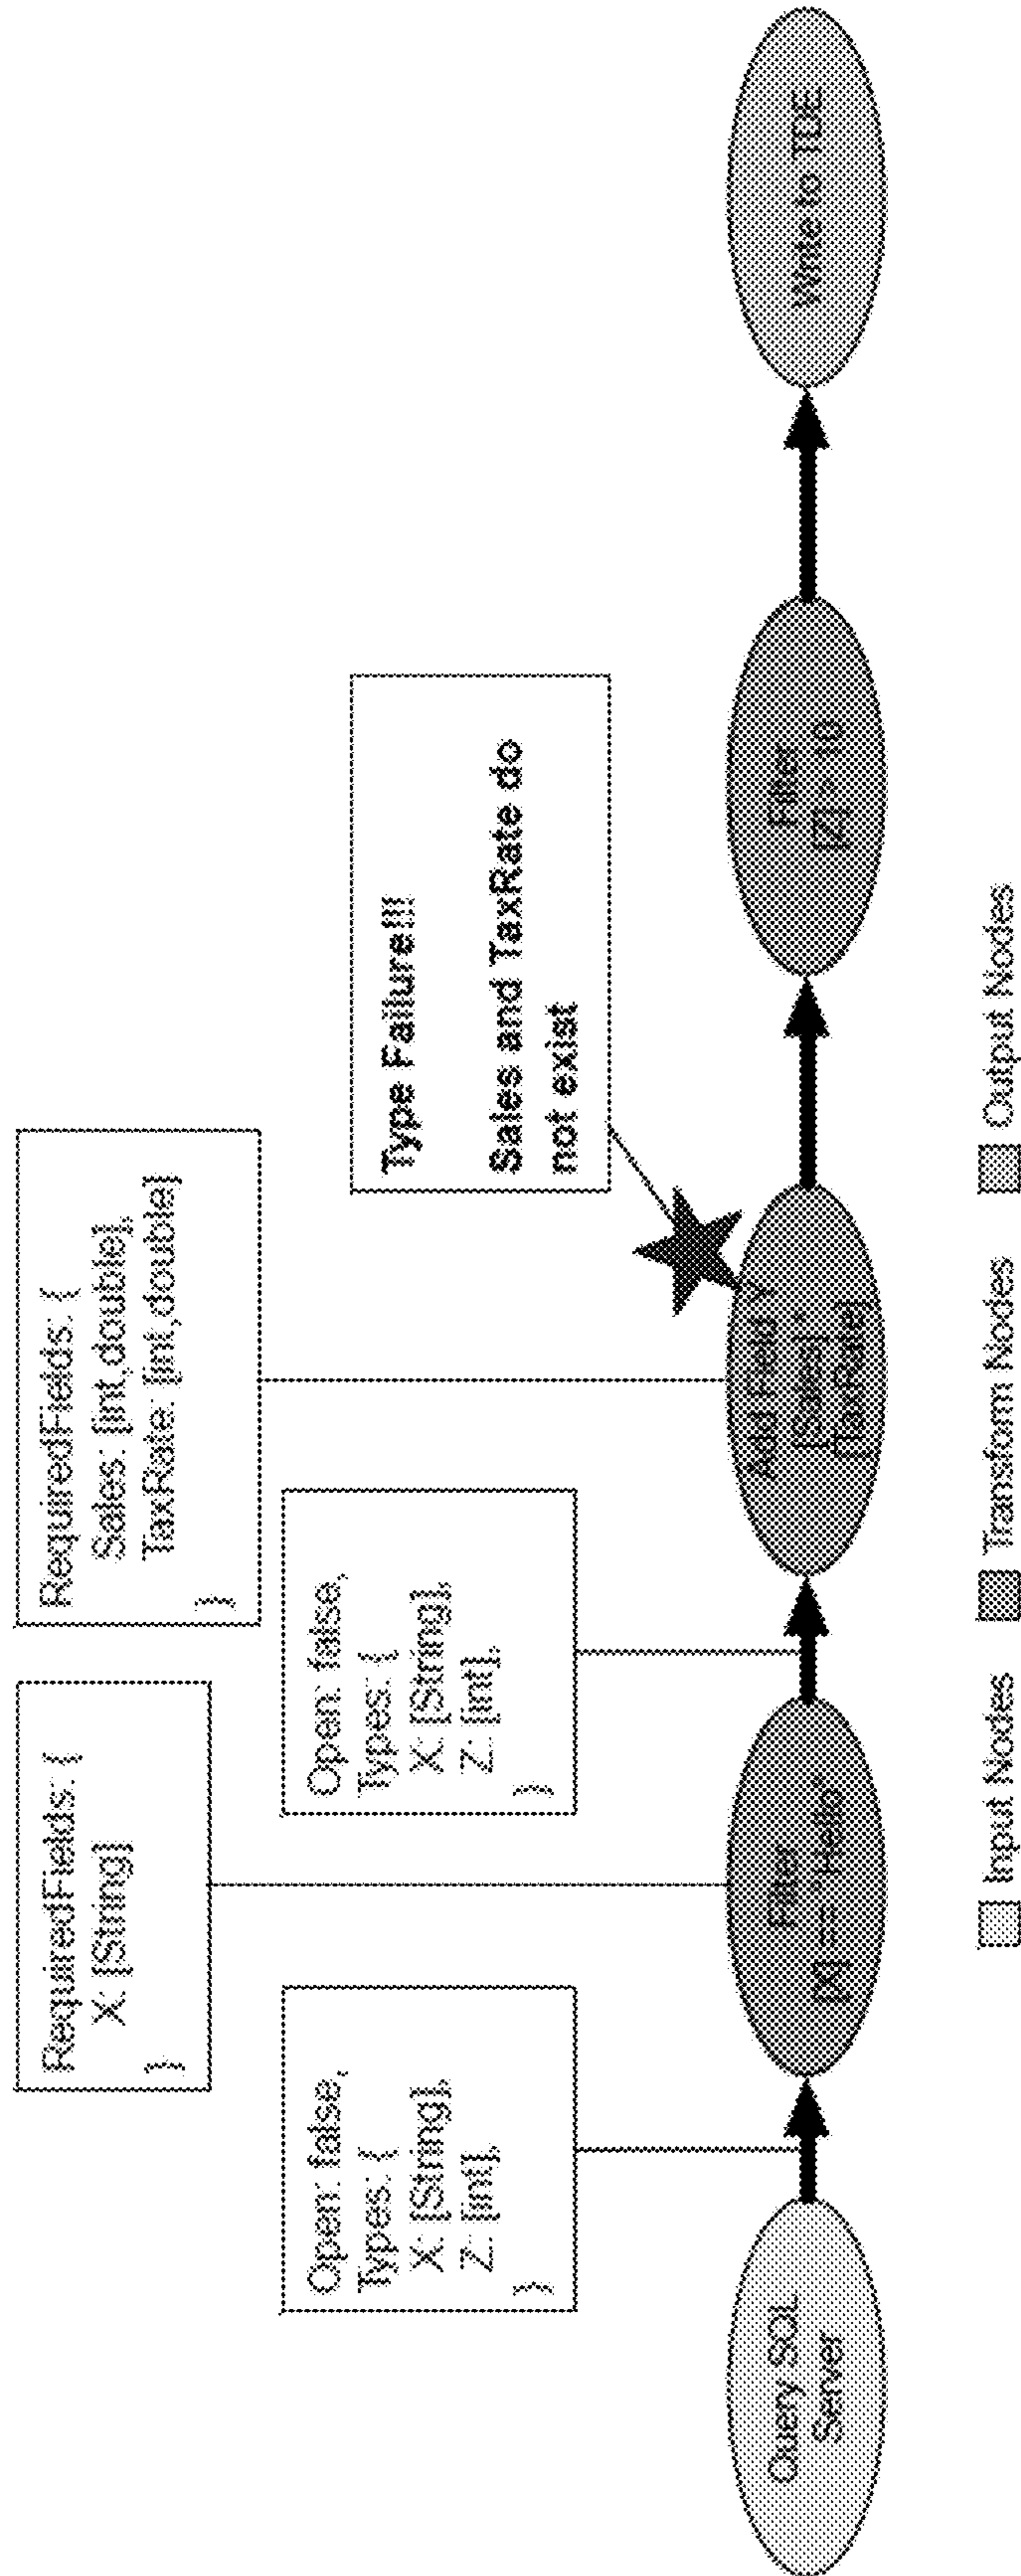 RequiredFields: {
X: [String]
}
RequiredFields: {
Sales: [int,double],
TaxRate: [int,double]
}
Open: false,
Types: {
X: [String],
Z: [int],
}
Open: false,
Types: {
X: [String],
Z: [int],
}
Type Failure!!!
Sales and TaxRate do
not exist
Query SQL
Server
Filter
[X] == "Hello"
Add Field Y
[Sales] *
[TaxRate]
Filter
[Z] > 10
Write to TDE
Input Nodes
Transform Nodes
Output Nodes